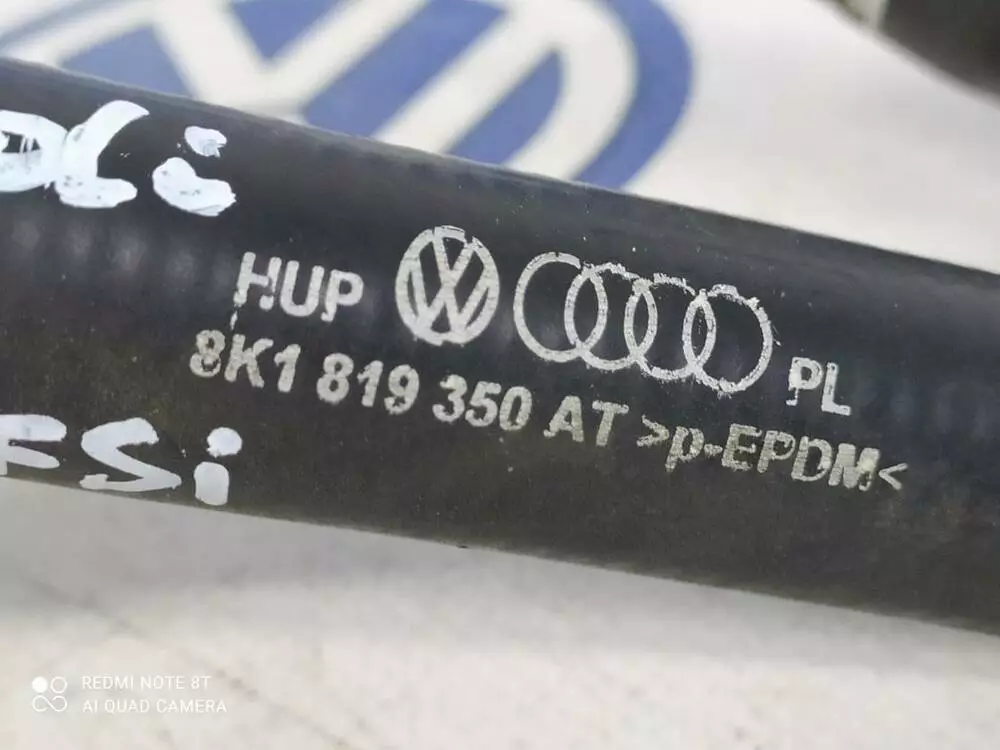 HUP PL
8K1 819 350 AT >p-EPDM<
FSi
REDMI NOTE 8T
AI QUAD CAMERA